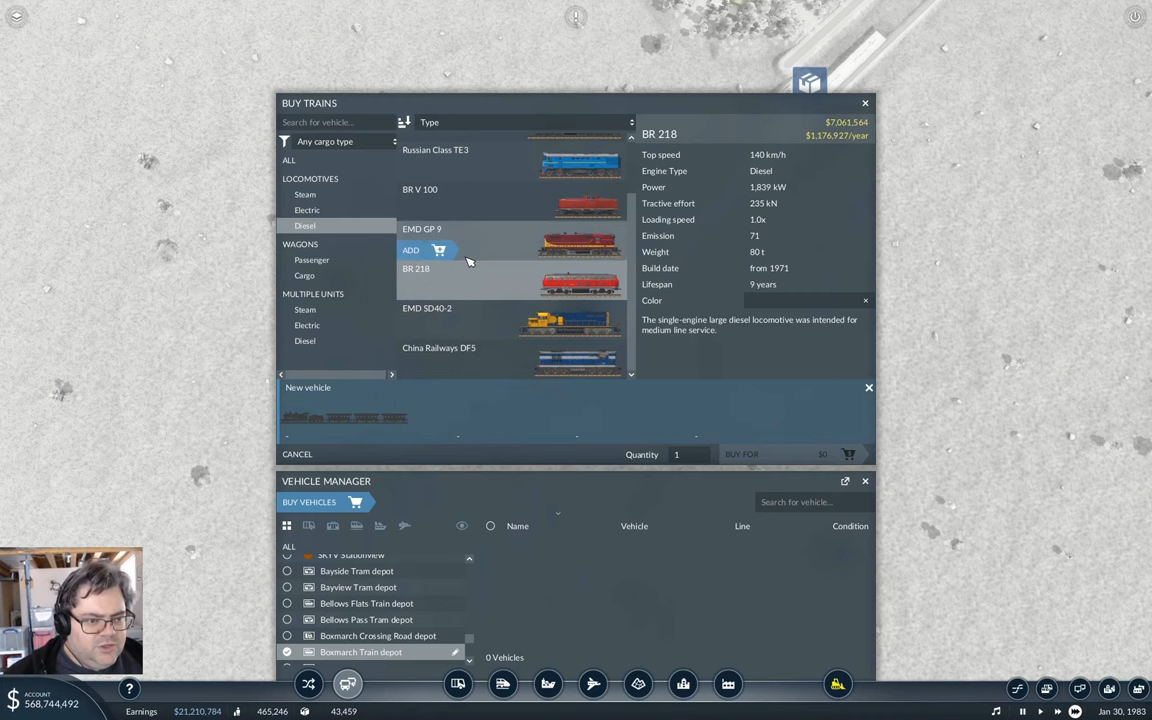 BUY TRAINS
Search for vehicle...
Type
Any cargo type
ALL
LOCOMOTIVES
Steam
Electric
Diesel
WAGONS
Passenger
Cargo
MULTIPLE UNITS
Steam
Electric
Diesel
Russian Class TE3
BR V 100
EMD GP 9
ADD
BR 218
EMD SD40-2
China Railways DF5
$7,061,564
BR 218
$1,176,927/year
Top speed 140 km/h
Engine Type Diesel
Power 1,839 kW
Tractive effort 235 kN
Loading speed 1.0x
Emission 71
Weight 80 t
Build date from 1971
Lifespan 9 years
Color
The single-engine large diesel locomotive was intended for
medium line service.
New vehicle
- - - -
CANCEL
Quantity 1
BUY FOR $0
VEHICLE MANAGER
BUY VEHICLES
Search for vehicle...
Name Vehicle Line Condition
ALL
SKYV Stationview
Bayside Tram depot
Bayview Tram depot
Bellows Flats Train depot
Bellows Pass Tram depot
Boxmarch Crossing Road depot
Boxmarch Train depot
0 Vehicles
$ ACCOUNT
568,744,492
?
Earnings $21,210,784
465,246
43,459
Jan 30, 1983